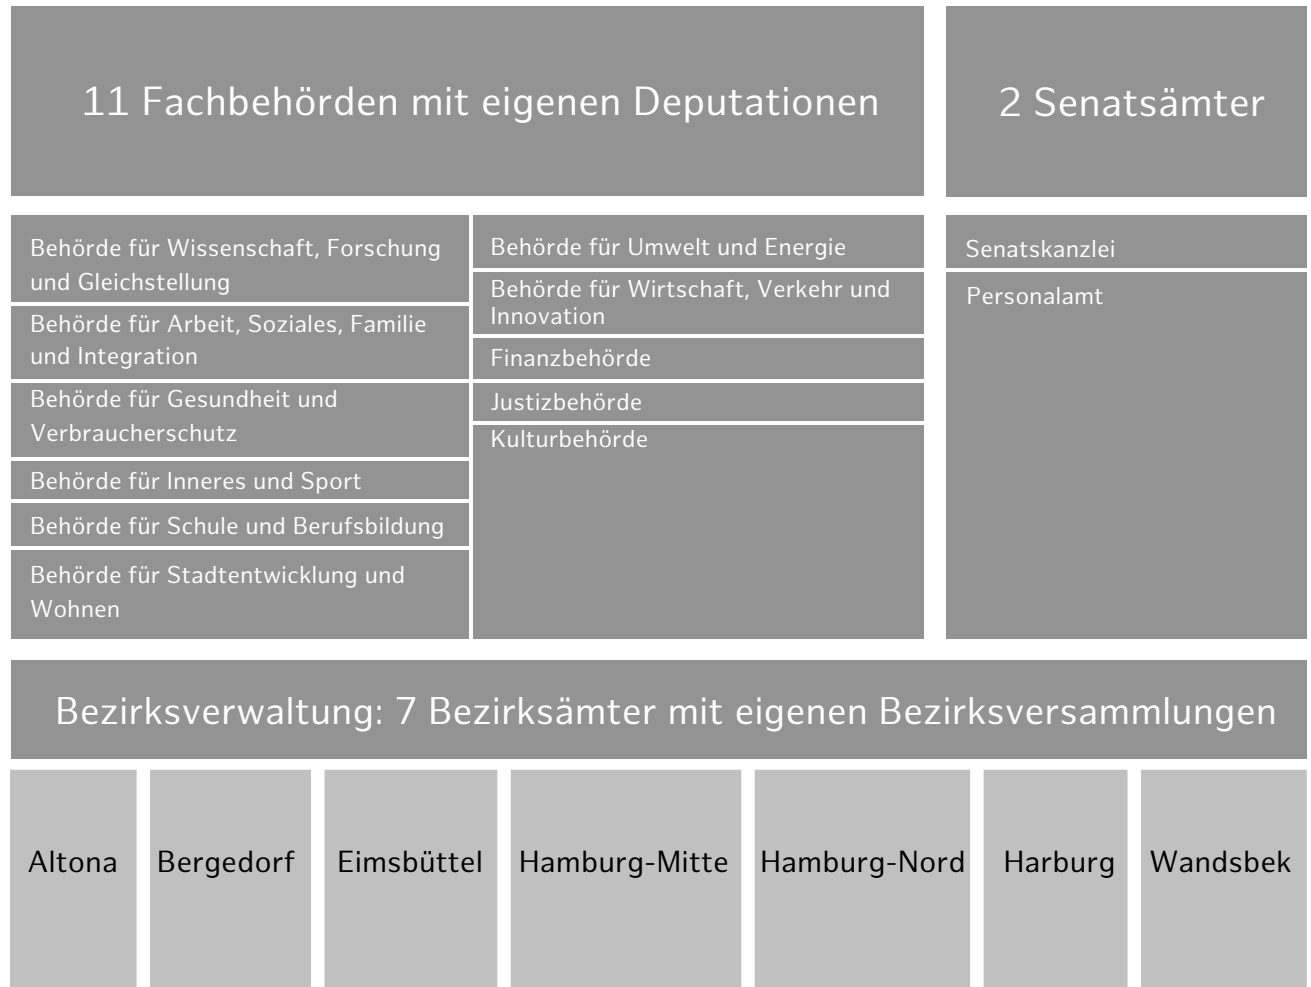 11 Fachbehörden mit eigenen Deputationen
2 Senatsämter
Behörde für Wissenschaft, Forschung
und Gleichstellung
Behörde für Arbeit, Soziales, Familie
und Integration
Behörde für Gesundheit und
Verbraucherschutz
Behörde für Inneres und Sport
Behörde für Schule und Berufsbildung
Behörde für Stadtentwicklung und
Wohnen
Behörde für Umwelt und Energie
Behörde für Wirtschaft, Verkehr und
Innovation
Finanzbehörde
Justizbehörde
Kulturbehörde
Senatskanzlei
Personalamt
Bezirksverwaltung: 7 Bezirksämter mit eigenen Bezirksversammlungen
Altona
Bergedorf
Eimsbüttel
Hamburg-Mitte
Hamburg-Nord
Harburg
Wandsbek